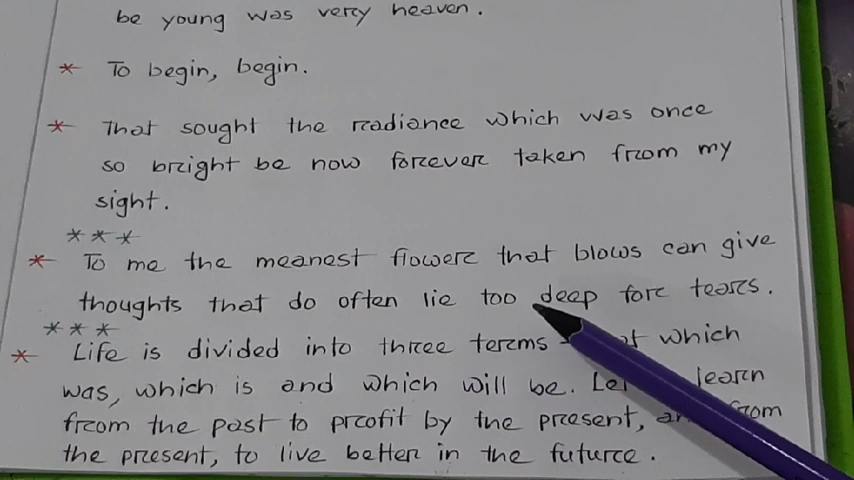 be young was very heaven.
* To begin, begin.
* That sought the radiance which was once
so bright be now forever taken from my
sight.
***
* To me the meanest flower that blows can give
thoughts that do often lie too deep for tears.
***
* Life is divided into three terms - which
was, which is and which will be. learn
from the past to profit by the present, from
the present, to live better in the future.